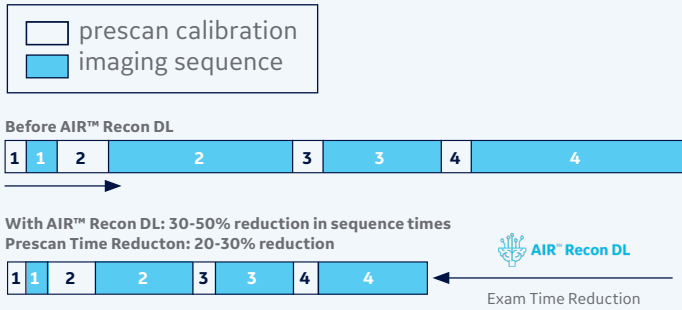 prescan calibration
imaging sequence
Before AIR™ Recon DL
1 1 2 2 3 3 4 4
With AIR™ Recon DL: 30-50% reduction in sequence times
Prescan Time Reducton: 20-30% reduction
AIR™ Recon DL
1 1 2 2 3 3 4 4
Exam Time Reduction